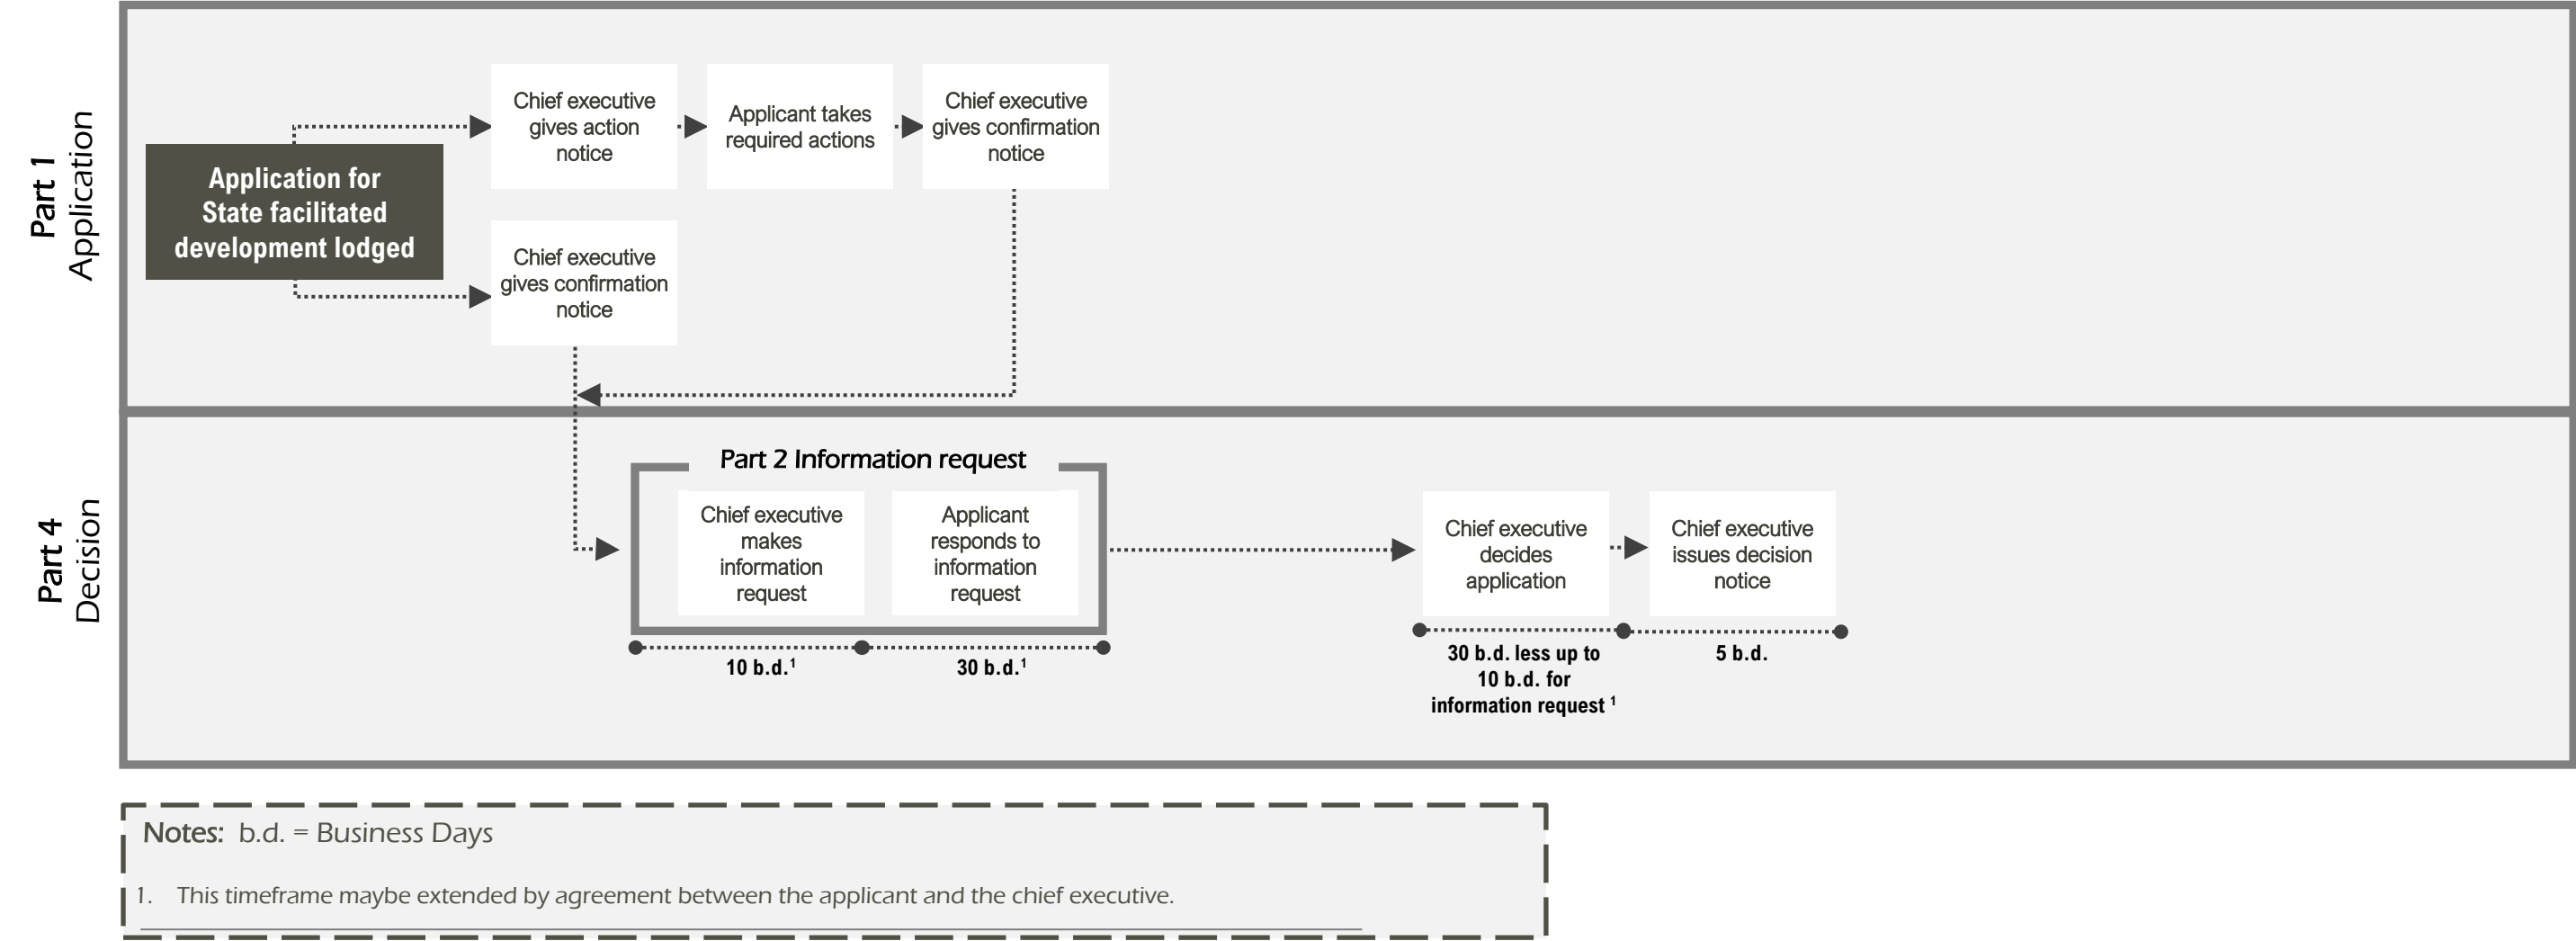 Part 1
Application
Application for
State facilitated
development lodged
Chief executive
gives action
notice
Applicant takes
required actions
Chief executive
gives confirmation
notice
Chief executive
gives confirmation
notice
Part 4
Decision
Part 2 Information request
Chief executive
makes
information
request
Applicant
responds to
information
request
10 b.d.¹
30 b.d.¹
Chief executive
decides
application
Chief executive
issues decision
notice
30 b.d. less up to
10 b.d. for
information request ¹
5 b.d.
Notes: b.d. = Business Days
1. This timeframe maybe extended by agreement between the applicant and the chief executive.